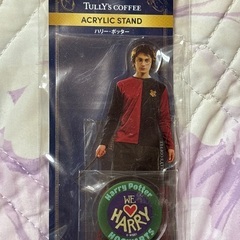 TULLY'S COFFEE
ACRYLIC STAND
ハリー・ポッター
Harry Potter
WE
HARRY
HOGWARTS